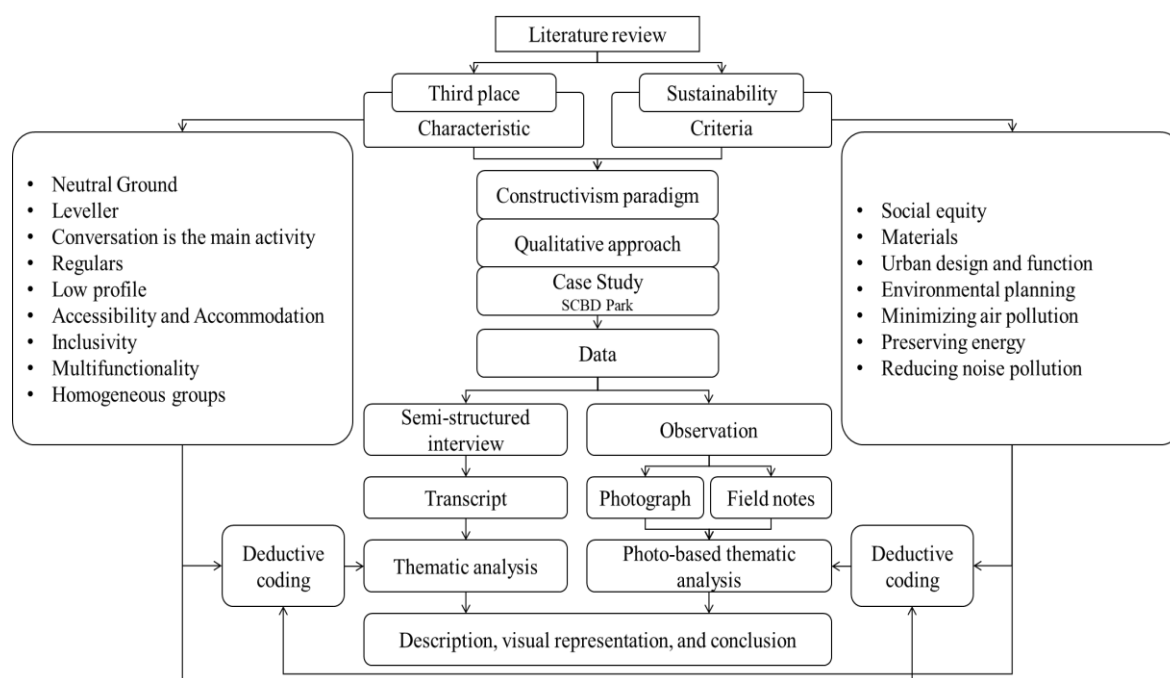 Literature review
Third place
Sustainability
Characteristic
Criteria
• Neutral Ground
• Leveller
• Conversation is the main activity
• Regulars
• Low profile
• Accessibility and Accommodation
• Inclusivity
• Multifunctionality
• Homogeneous groups
Constructivism paradigm
Qualitative approach
Case Study
SCBD Park
Data
• Social equity
• Materials
• Urban design and function
• Environmental planning
• Minimizing air pollution
• Preserving energy
• Reducing noise pollution
Semi-structured
interview
Observation
Transcript
Photograph
Field notes
Deductive
coding
Thematic analysis
Photo-based thematic
analysis
Deductive
coding
Description, visual representation, and conclusion